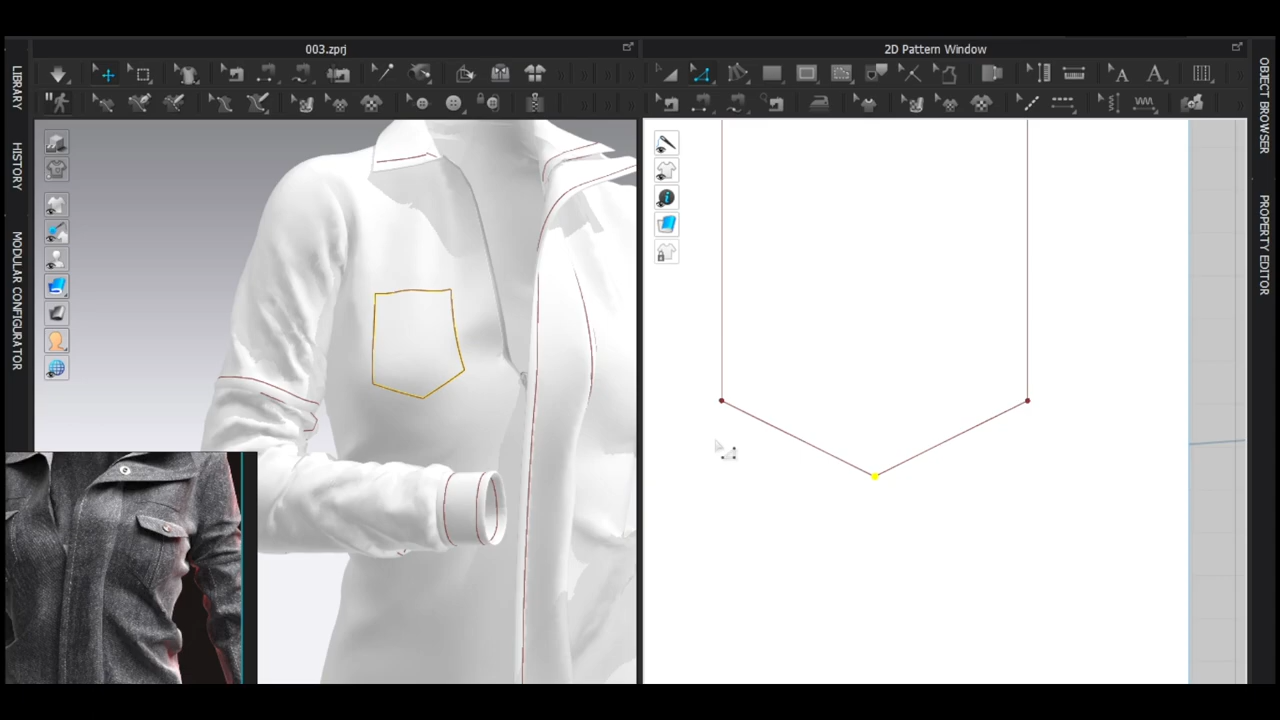 003.zprj
2D Pattern Window
LIBRARY
HISTORY
MODULAR CONFIGURATOR
OBJECT BROWSER
PROPERTY EDITOR